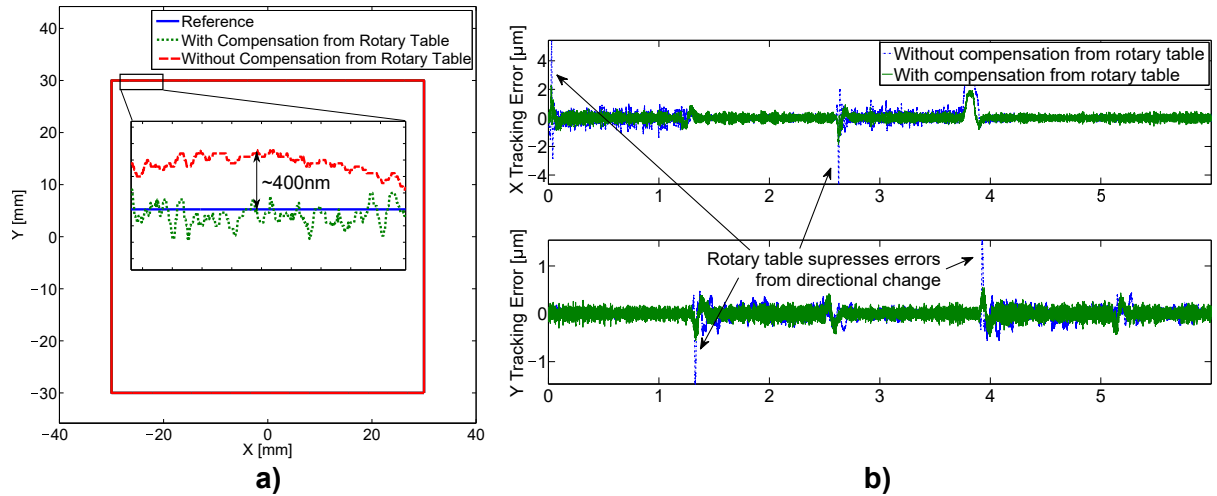 Reference
With Compensation from Rotary Table
Without Compensation from Rotary Table
40
30
20
10
0
−10
−20
−30
Y [mm]
~400nm
−40
−20
0
20
40
X [mm]
a)
X Tracking Error [µm]
4
2
0
−2
−4
Without compensation from rotary table
With compensation from rotary table
0
1
2
3
4
5
Rotary table supresses errors
from directional change
Y Tracking Error [µm]
1
0
−1
0
1
2
3
4
5
b)